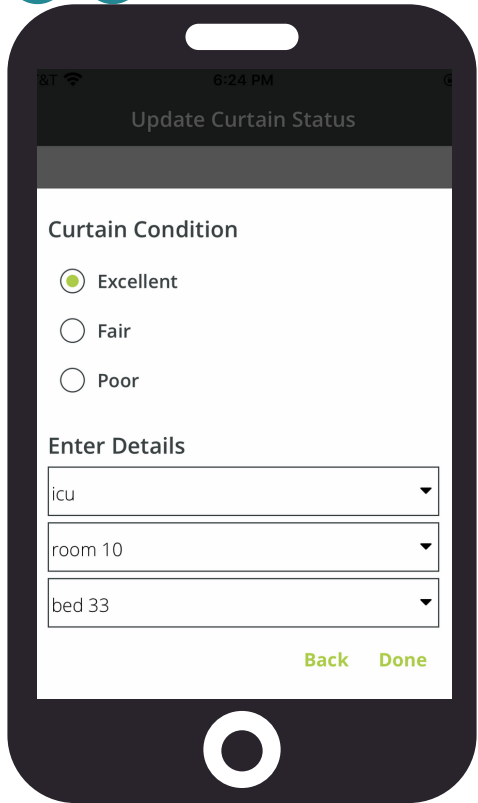 &T 6:24 PM
Update Curtain Status
Curtain Condition
Excellent
Fair
Poor
Enter Details
icu
room 10
bed 33
Back Done